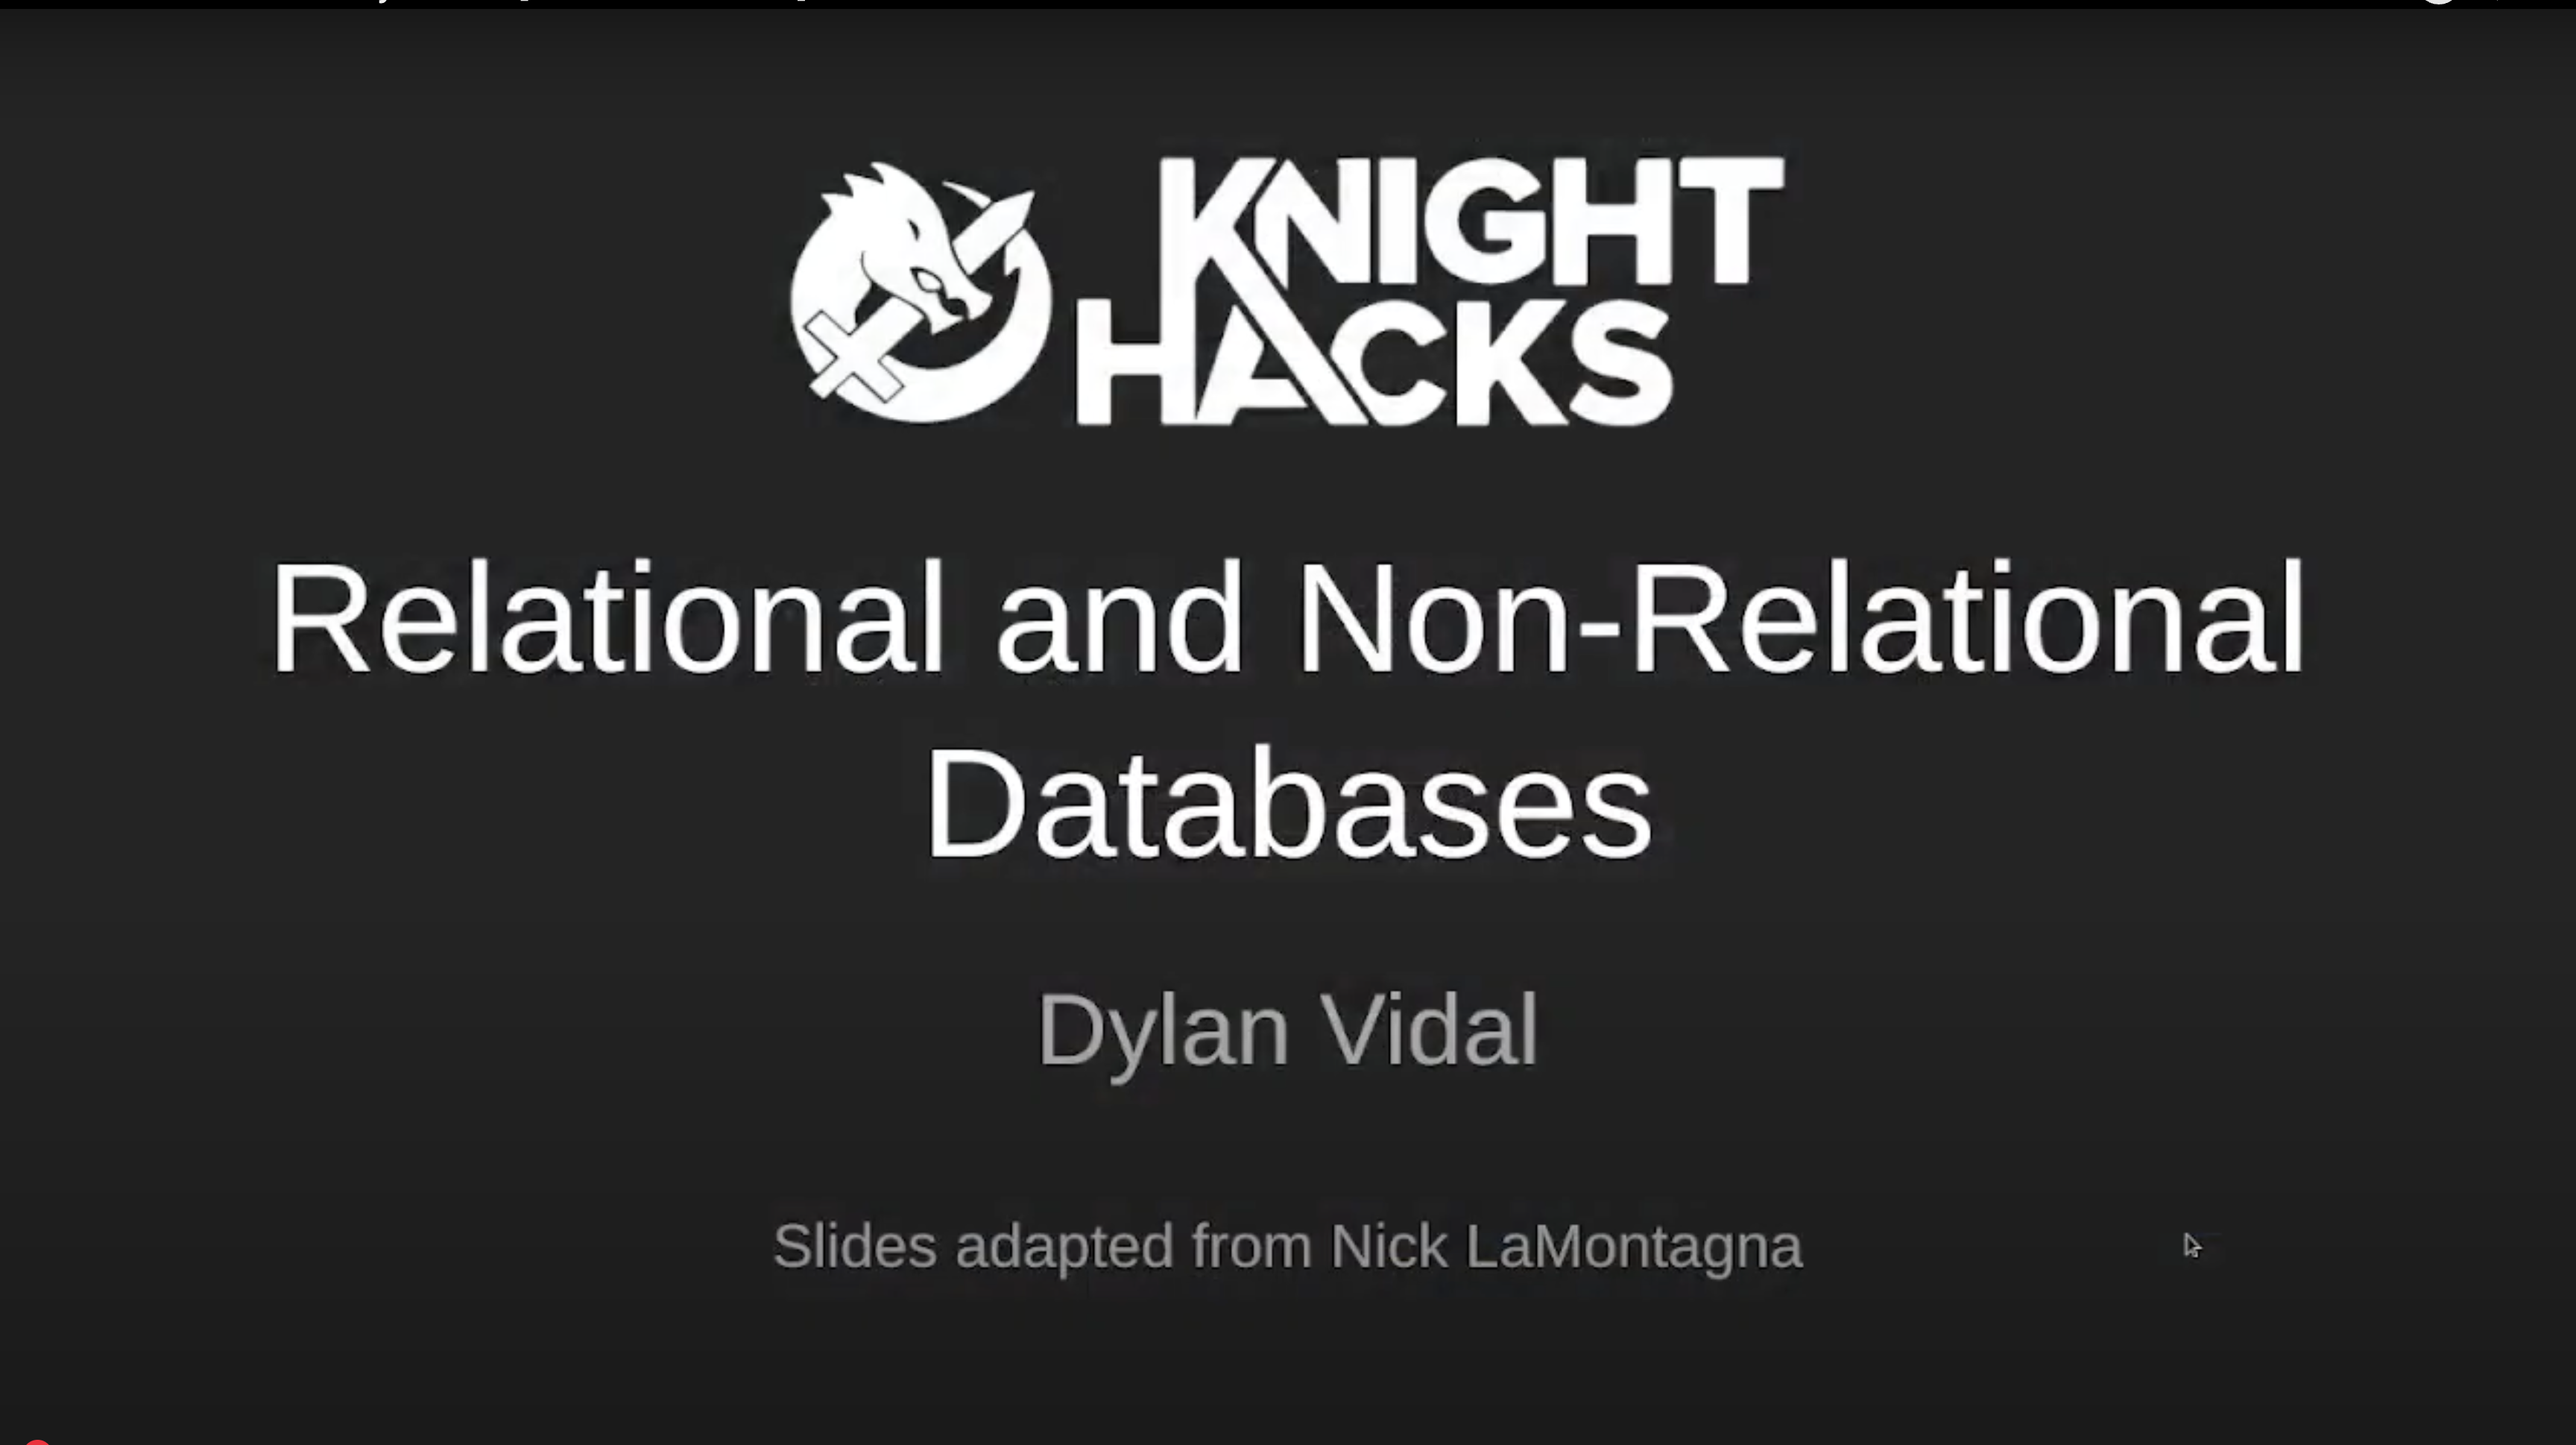 KNIGHT
HACKS
Relational and Non-Relational
Databases
Dylan Vidal
Slides adapted from Nick LaMontagna